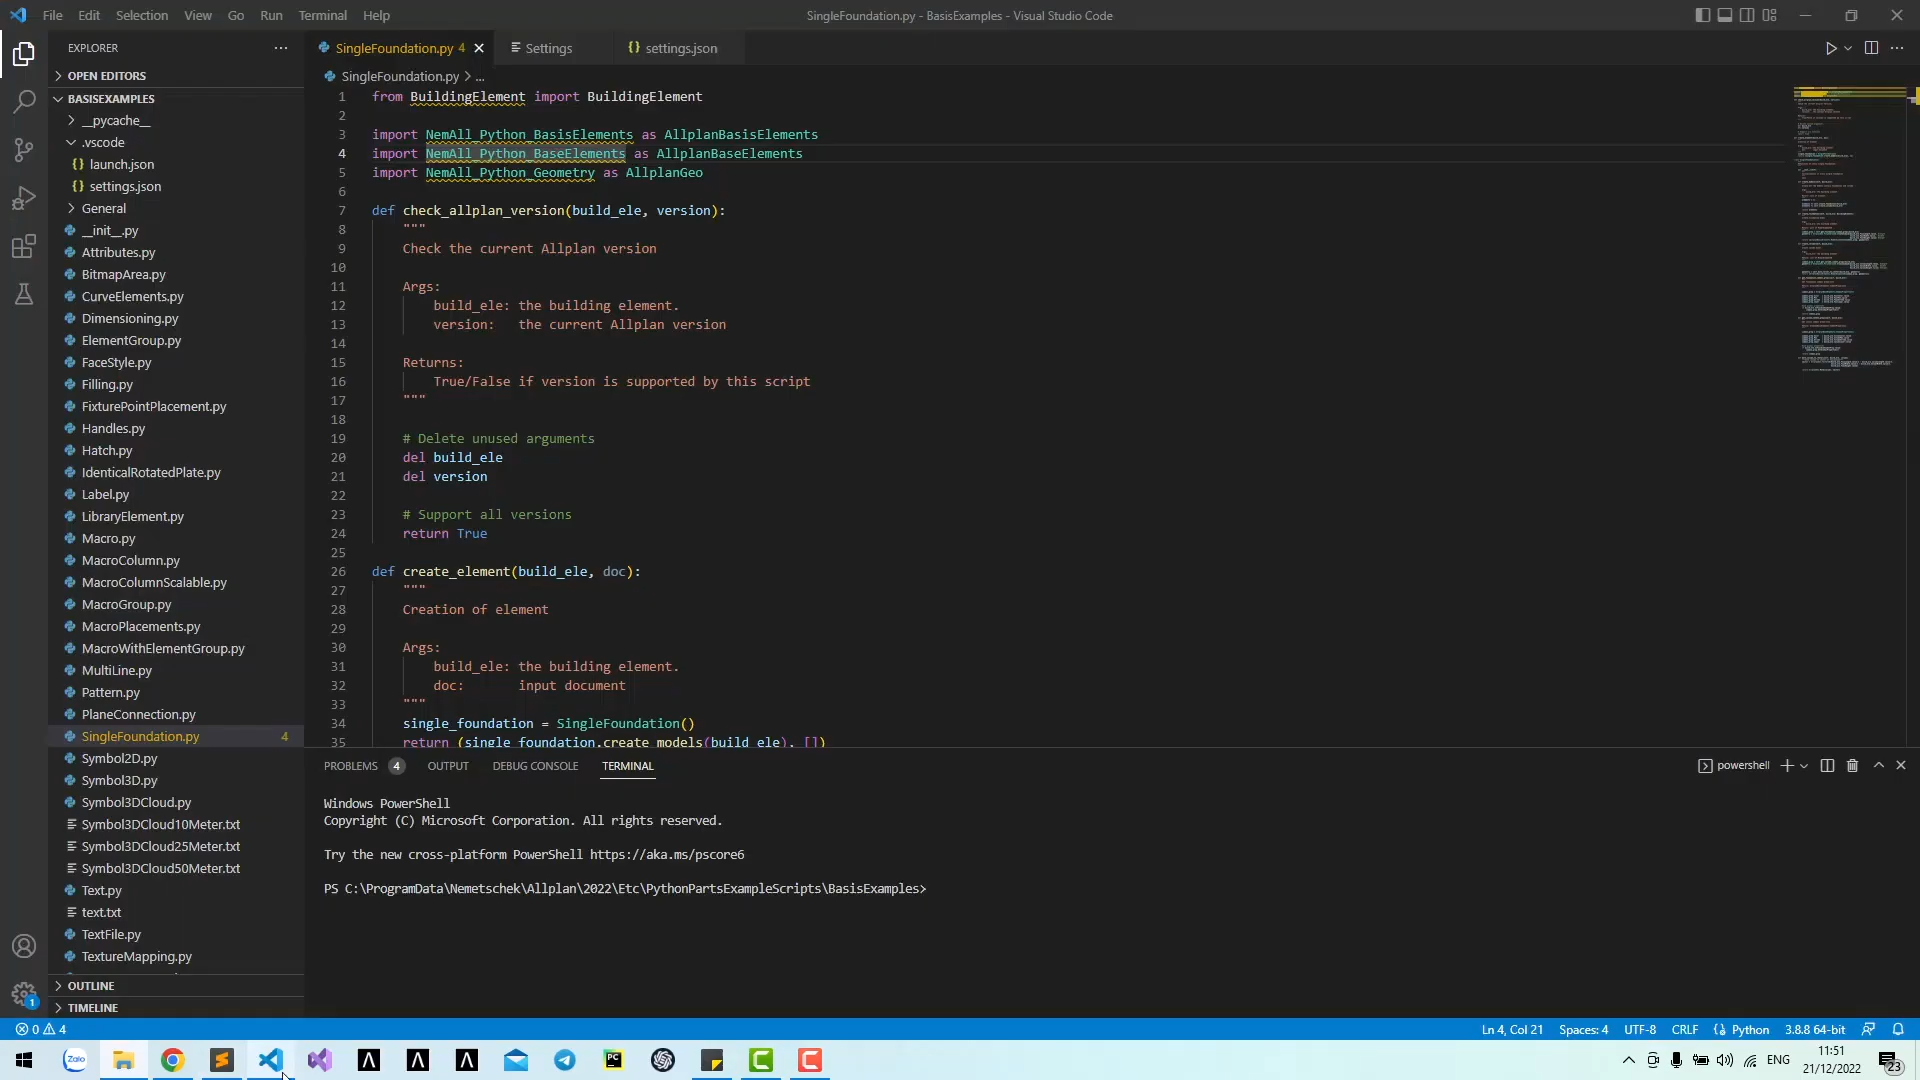 File Edit Selection View Go Run Terminal Help
SingleFoundation.py - BasisExamples - Visual Studio Code
EXPLORER
OPEN EDITORS
BASISEXAMPLES
__pycache__
.vscode
launch.json
settings.json
General
__init__.py
Attributes.py
BitmapArea.py
CurveElements.py
Dimensioning.py
ElementGroup.py
FaceStyle.py
Filling.py
FixturePointPlacement.py
Handles.py
Hatch.py
IdenticalRotatedPlate.py
Label.py
LibraryElement.py
Macro.py
MacroColumn.py
MacroColumnScalable.py
MacroGroup.py
MacroPlacements.py
MacroWithElementGroup.py
MultiLine.py
Pattern.py
PlaneConnection.py
SingleFoundation.py 4
Symbol2D.py
Symbol3D.py
Symbol3DCloud.py
Symbol3DCloud10Meter.txt
Symbol3DCloud25Meter.txt
Symbol3DCloud50Meter.txt
Text.py
text.txt
TextFile.py
TextureMapping.py
OUTLINE
TIMELINE
SingleFoundation.py 4 Settings settings.json
SingleFoundation.py > ...
1 from BuildingElement import BuildingElement
2
3 import NemAll_Python_BasisElements as AllplanBasisElements
4 import NemAll_Python_BaseElements as AllplanBaseElements
5 import NemAll_Python_Geometry as AllplanGeo
6
7 def check_allplan_version(build_ele, version):
8 """
9 Check the current Allplan version
10
11 Args:
12 build_ele: the building element.
13 version: the current Allplan version
14
15 Returns:
16 True/False if version is supported by this script
17 """
18
19 # Delete unused arguments
20 del build_ele
21 del version
22
23 # Support all versions
24 return True
25
26 def create_element(build_ele, doc):
27 """
28 Creation of element
29
30 Args:
31 build_ele: the building element.
32 doc: input document
33 """
34 single_foundation = SingleFoundation()
35 return (single_foundation.create_models(build_ele), [])
PROBLEMS 4 OUTPUT DEBUG CONSOLE TERMINAL
powershell
Windows PowerShell
Copyright (C) Microsoft Corporation. All rights reserved.
Try the new cross-platform PowerShell https://aka.ms/pscore6
PS C:\ProgramData\Nemetschek\Allplan\2022\Etc\PythonPartsExampleScripts\BasisExamples>
1
0 4
Ln 4, Col 21 Spaces: 4 UTF-8 CRLF Python 3.8.8 64-bit
Zalo
PC
ENG
11:51
21/12/2022
23